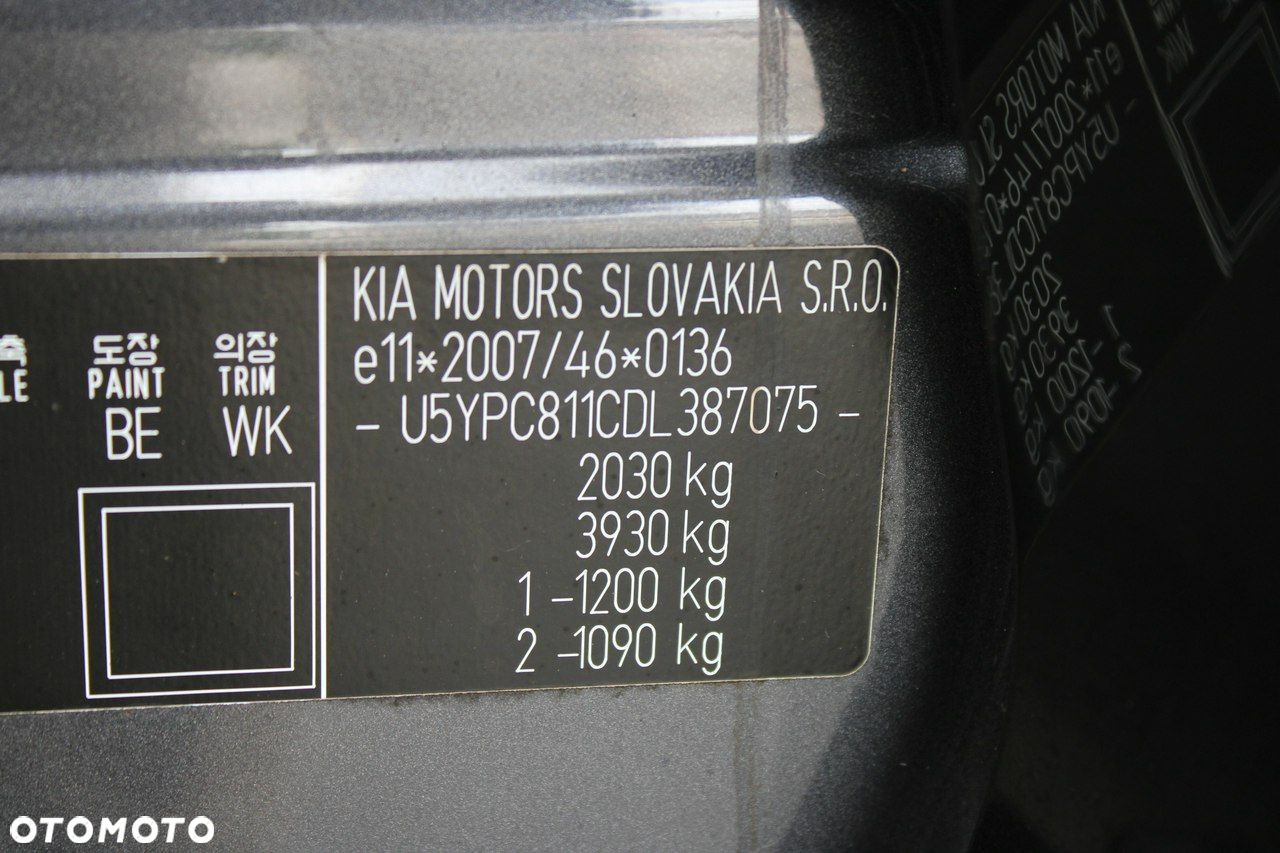 LE
도장
PAINT
BE
의장
TRIM
WK
KIA MOTORS SLOVAKIA S.R.O.
e11*2007/46*0136
- U5YPC811CDL387075 -
2030 kg
3930 kg
1 -1200 kg
2 -1090 kg
OTOMOTO